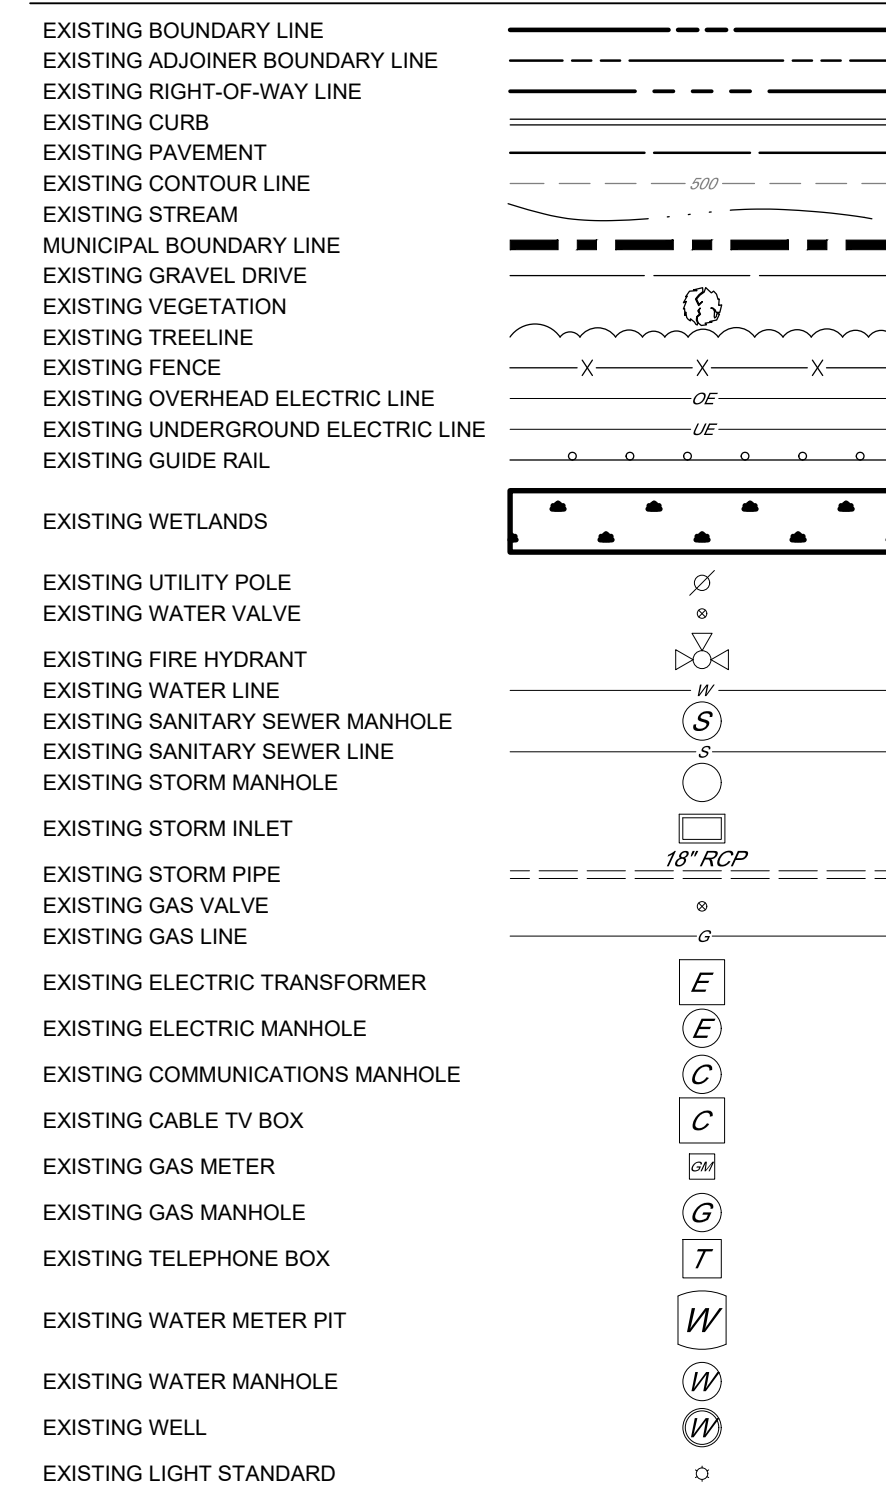 EXISTING BOUNDARY LINE
EXISTING ADJOINER BOUNDARY LINE
EXISTING RIGHT-OF-WAY LINE
EXISTING CURB
EXISTING PAVEMENT
EXISTING CONTOUR LINE 500
EXISTING STREAM
MUNICIPAL BOUNDARY LINE
EXISTING GRAVEL DRIVE
EXISTING VEGETATION
EXISTING TREELINE
EXISTING FENCE X X X
EXISTING OVERHEAD ELECTRIC LINE OE
EXISTING UNDERGROUND ELECTRIC LINE UE
EXISTING GUIDE RAIL
EXISTING WETLANDS
EXISTING UTILITY POLE
EXISTING WATER VALVE
EXISTING FIRE HYDRANT
EXISTING WATER LINE W
EXISTING SANITARY SEWER MANHOLE S
EXISTING SANITARY SEWER LINE S
EXISTING STORM MANHOLE
EXISTING STORM INLET
18" RCP
EXISTING STORM PIPE
EXISTING GAS VALVE
EXISTING GAS LINE G
EXISTING ELECTRIC TRANSFORMER E
EXISTING ELECTRIC MANHOLE E
EXISTING COMMUNICATIONS MANHOLE C
EXISTING CABLE TV BOX C
EXISTING GAS METER GM
EXISTING GAS MANHOLE G
EXISTING TELEPHONE BOX T
EXISTING WATER METER PIT W
EXISTING WATER MANHOLE W
EXISTING WELL W
EXISTING LIGHT STANDARD